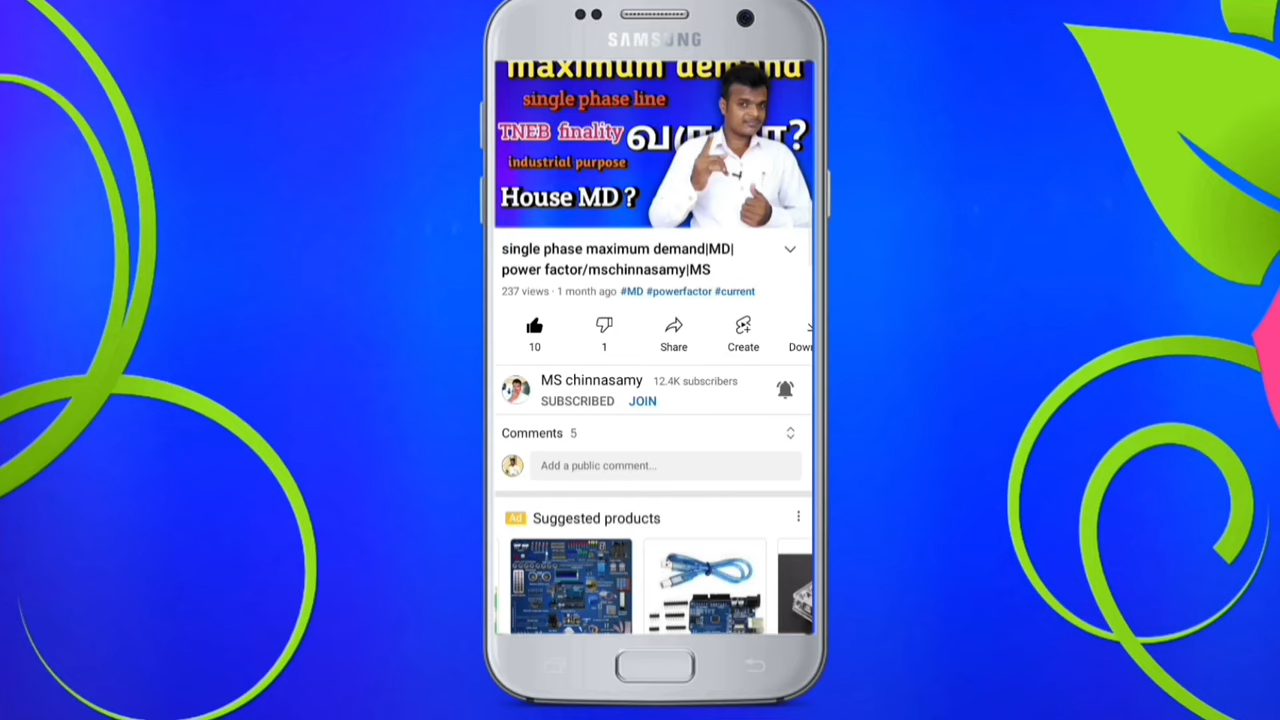 SAMSUNG
maximum demand
single phase line
TNEB finality
industrial purpose
House MD ?
single phase maximum demand|MD|
power factor/mschinnasamy|MS
237 views · 1 month ago #MD #powerfactor #current
10
1
Share
Create
MS chinnasamy 12.4K subscribers
SUBSCRIBED JOIN
Comments 5
Add a public comment...
Ad Suggested products